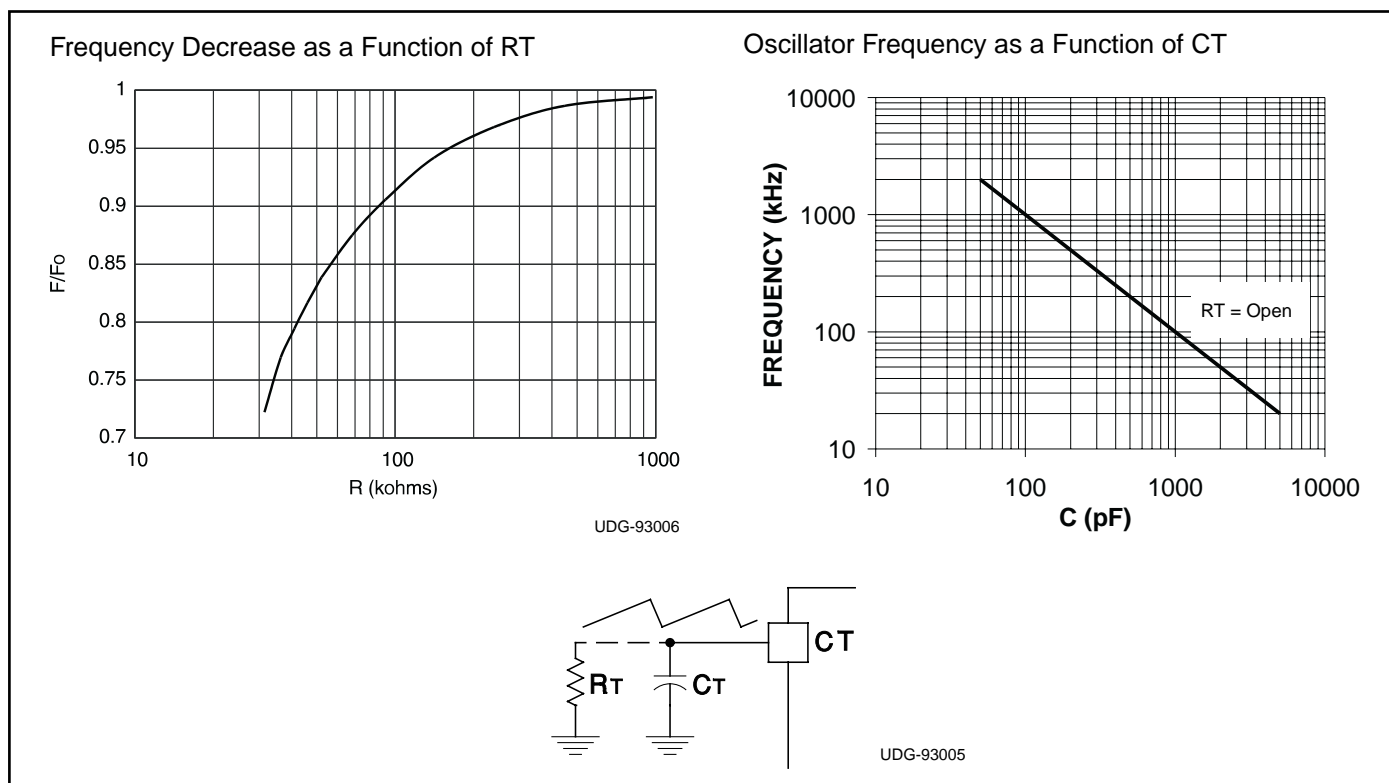 Frequency Decrease as a Function of RT
1
0.95
0.9
0.85
0.8
0.75
0.7
F/Fo
10
100
1000
R (kohms)
UDG-93006
Oscillator Frequency as a Function of CT
10000
1000
100
10
FREQUENCY (kHz)
RT = Open
10
100
1000
10000
C (pF)
RT
CT
CT
UDG-93005